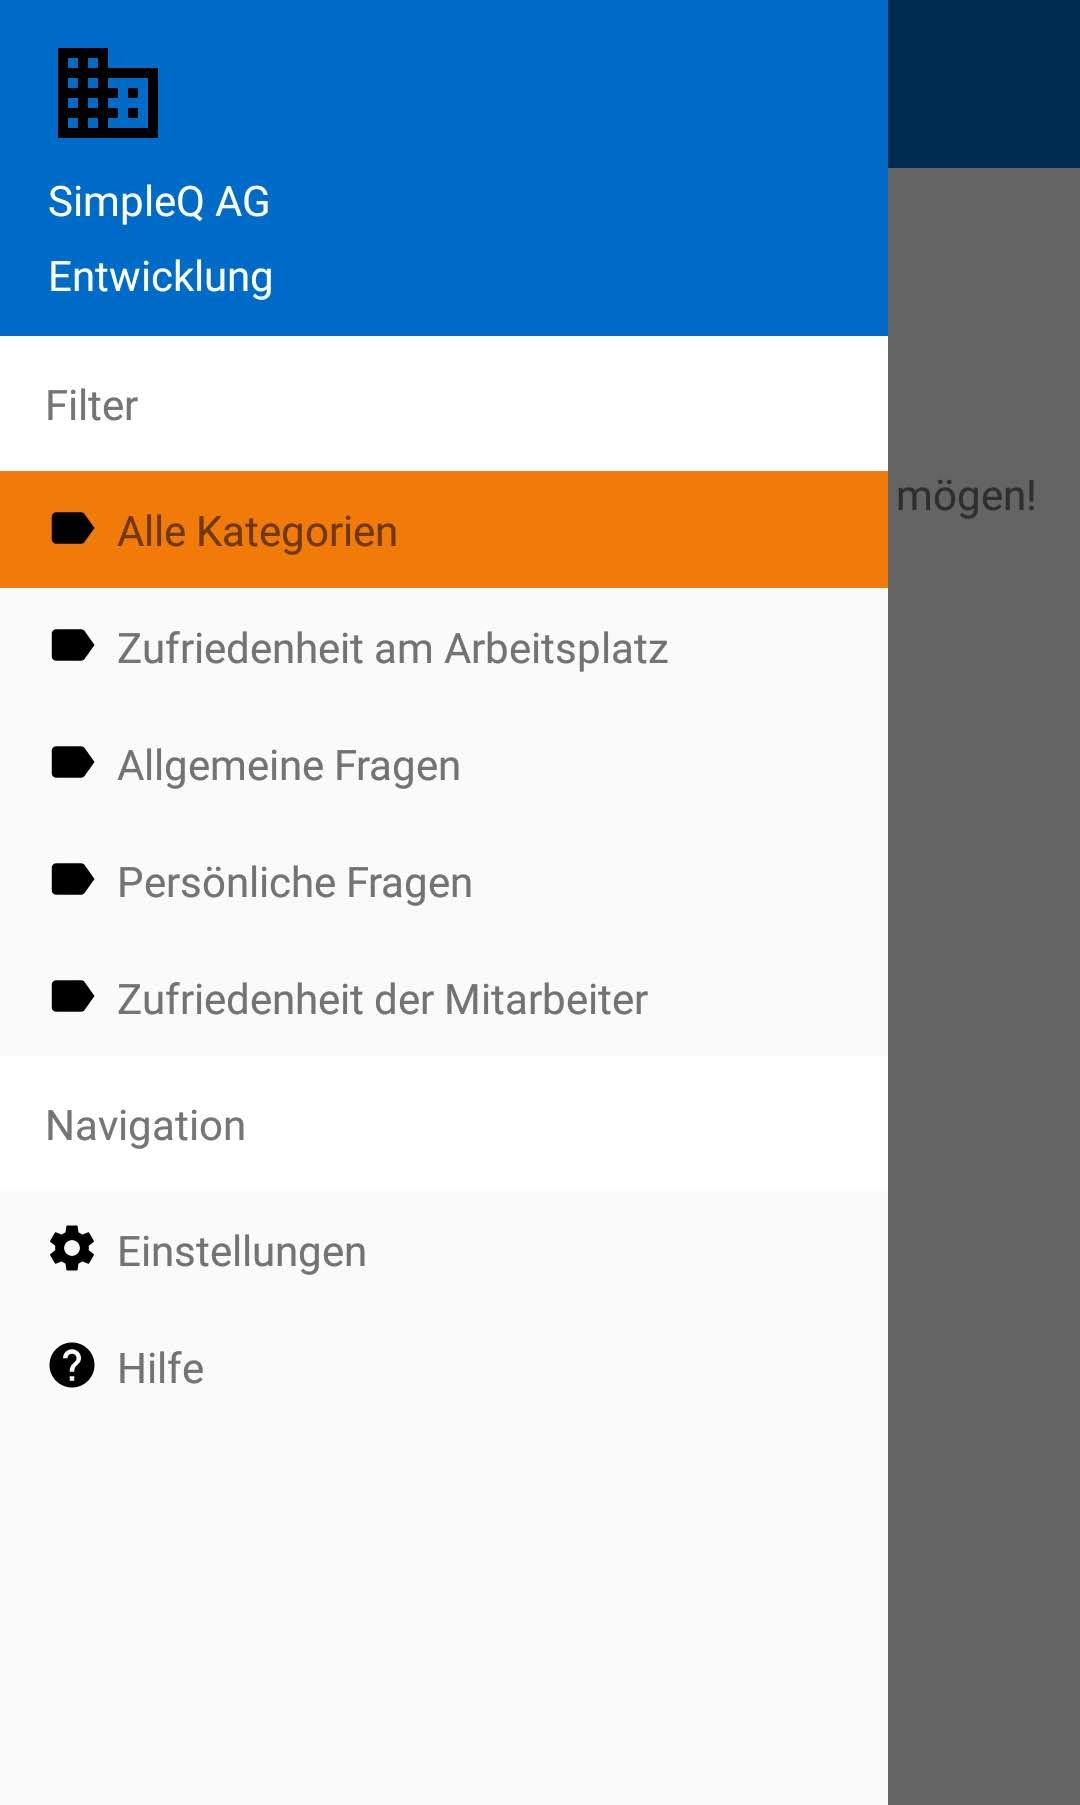 SimpleQ AG
Entwicklung
Filter
Alle Kategorien
mögen!
Zufriedenheit am Arbeitsplatz
Allgemeine Fragen
Persönliche Fragen
Zufriedenheit der Mitarbeiter
Navigation
Einstellungen
Hilfe